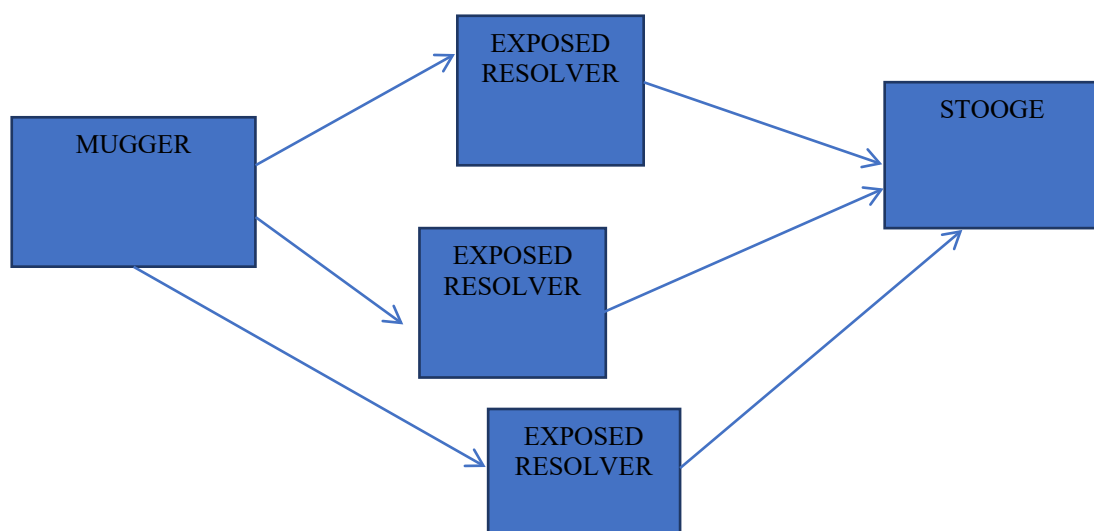 EXPOSED
RESOLVER
STOOGE
MUGGER
EXPOSED
RESOLVER
EXPOSED
RESOLVER